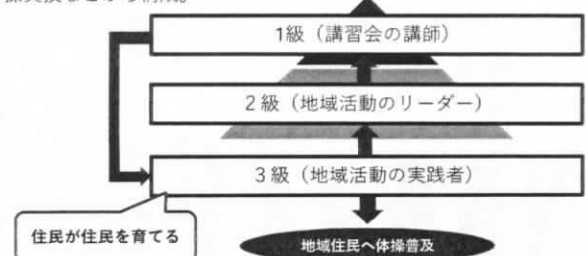 1級（講習会の講師）
2級（地域活動のリーダー）
3級（地域活動の実践者）
住民が住民を育てる
地域住民へ体操普及